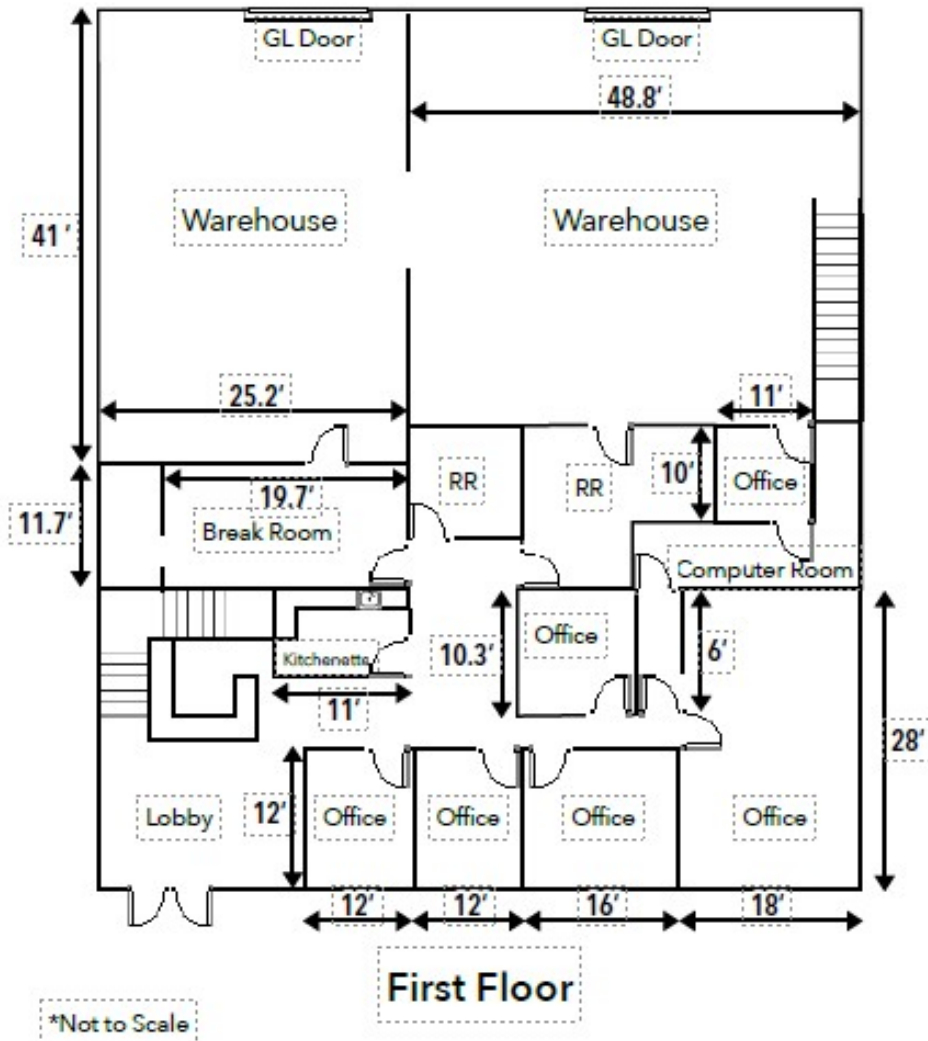 GL Door
GL Door
48.8'
Warehouse
Warehouse
41 '
25.2'
11'
RR
RR
10'
Office
19.7'
11.7'
Break Room
Computer Room
Office
Kitchenette
10.3'
6'
11'
28'
12'
Lobby
Office
Office
Office
Office
12'
12'
16'
18'
First Floor
*Not to Scale